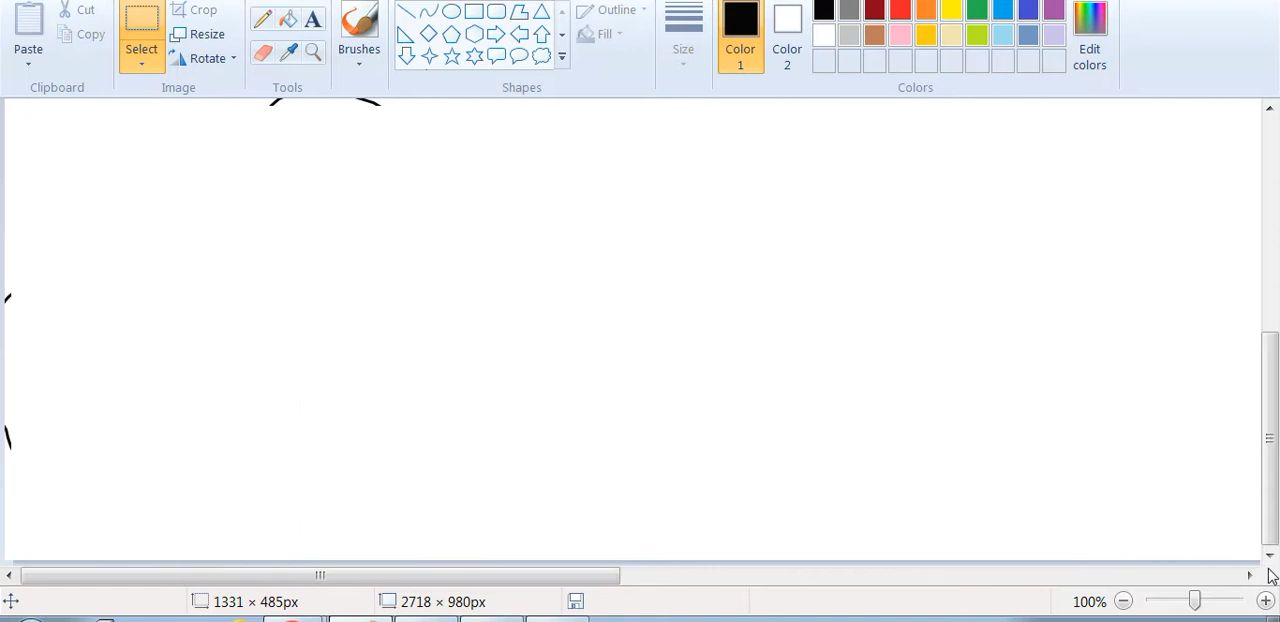 Cut
Crop
Outline
Copy
Resize
Fill
Paste
Select
Rotate
A
Brushes
Size
Color 1
Color 2
Edit colors
Clipboard
Image
Tools
Shapes
Colors
1331 × 485px
2718 × 980px
100%